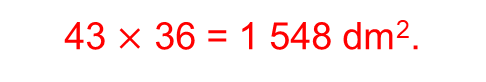 43 × 36 = 1 548 dm².